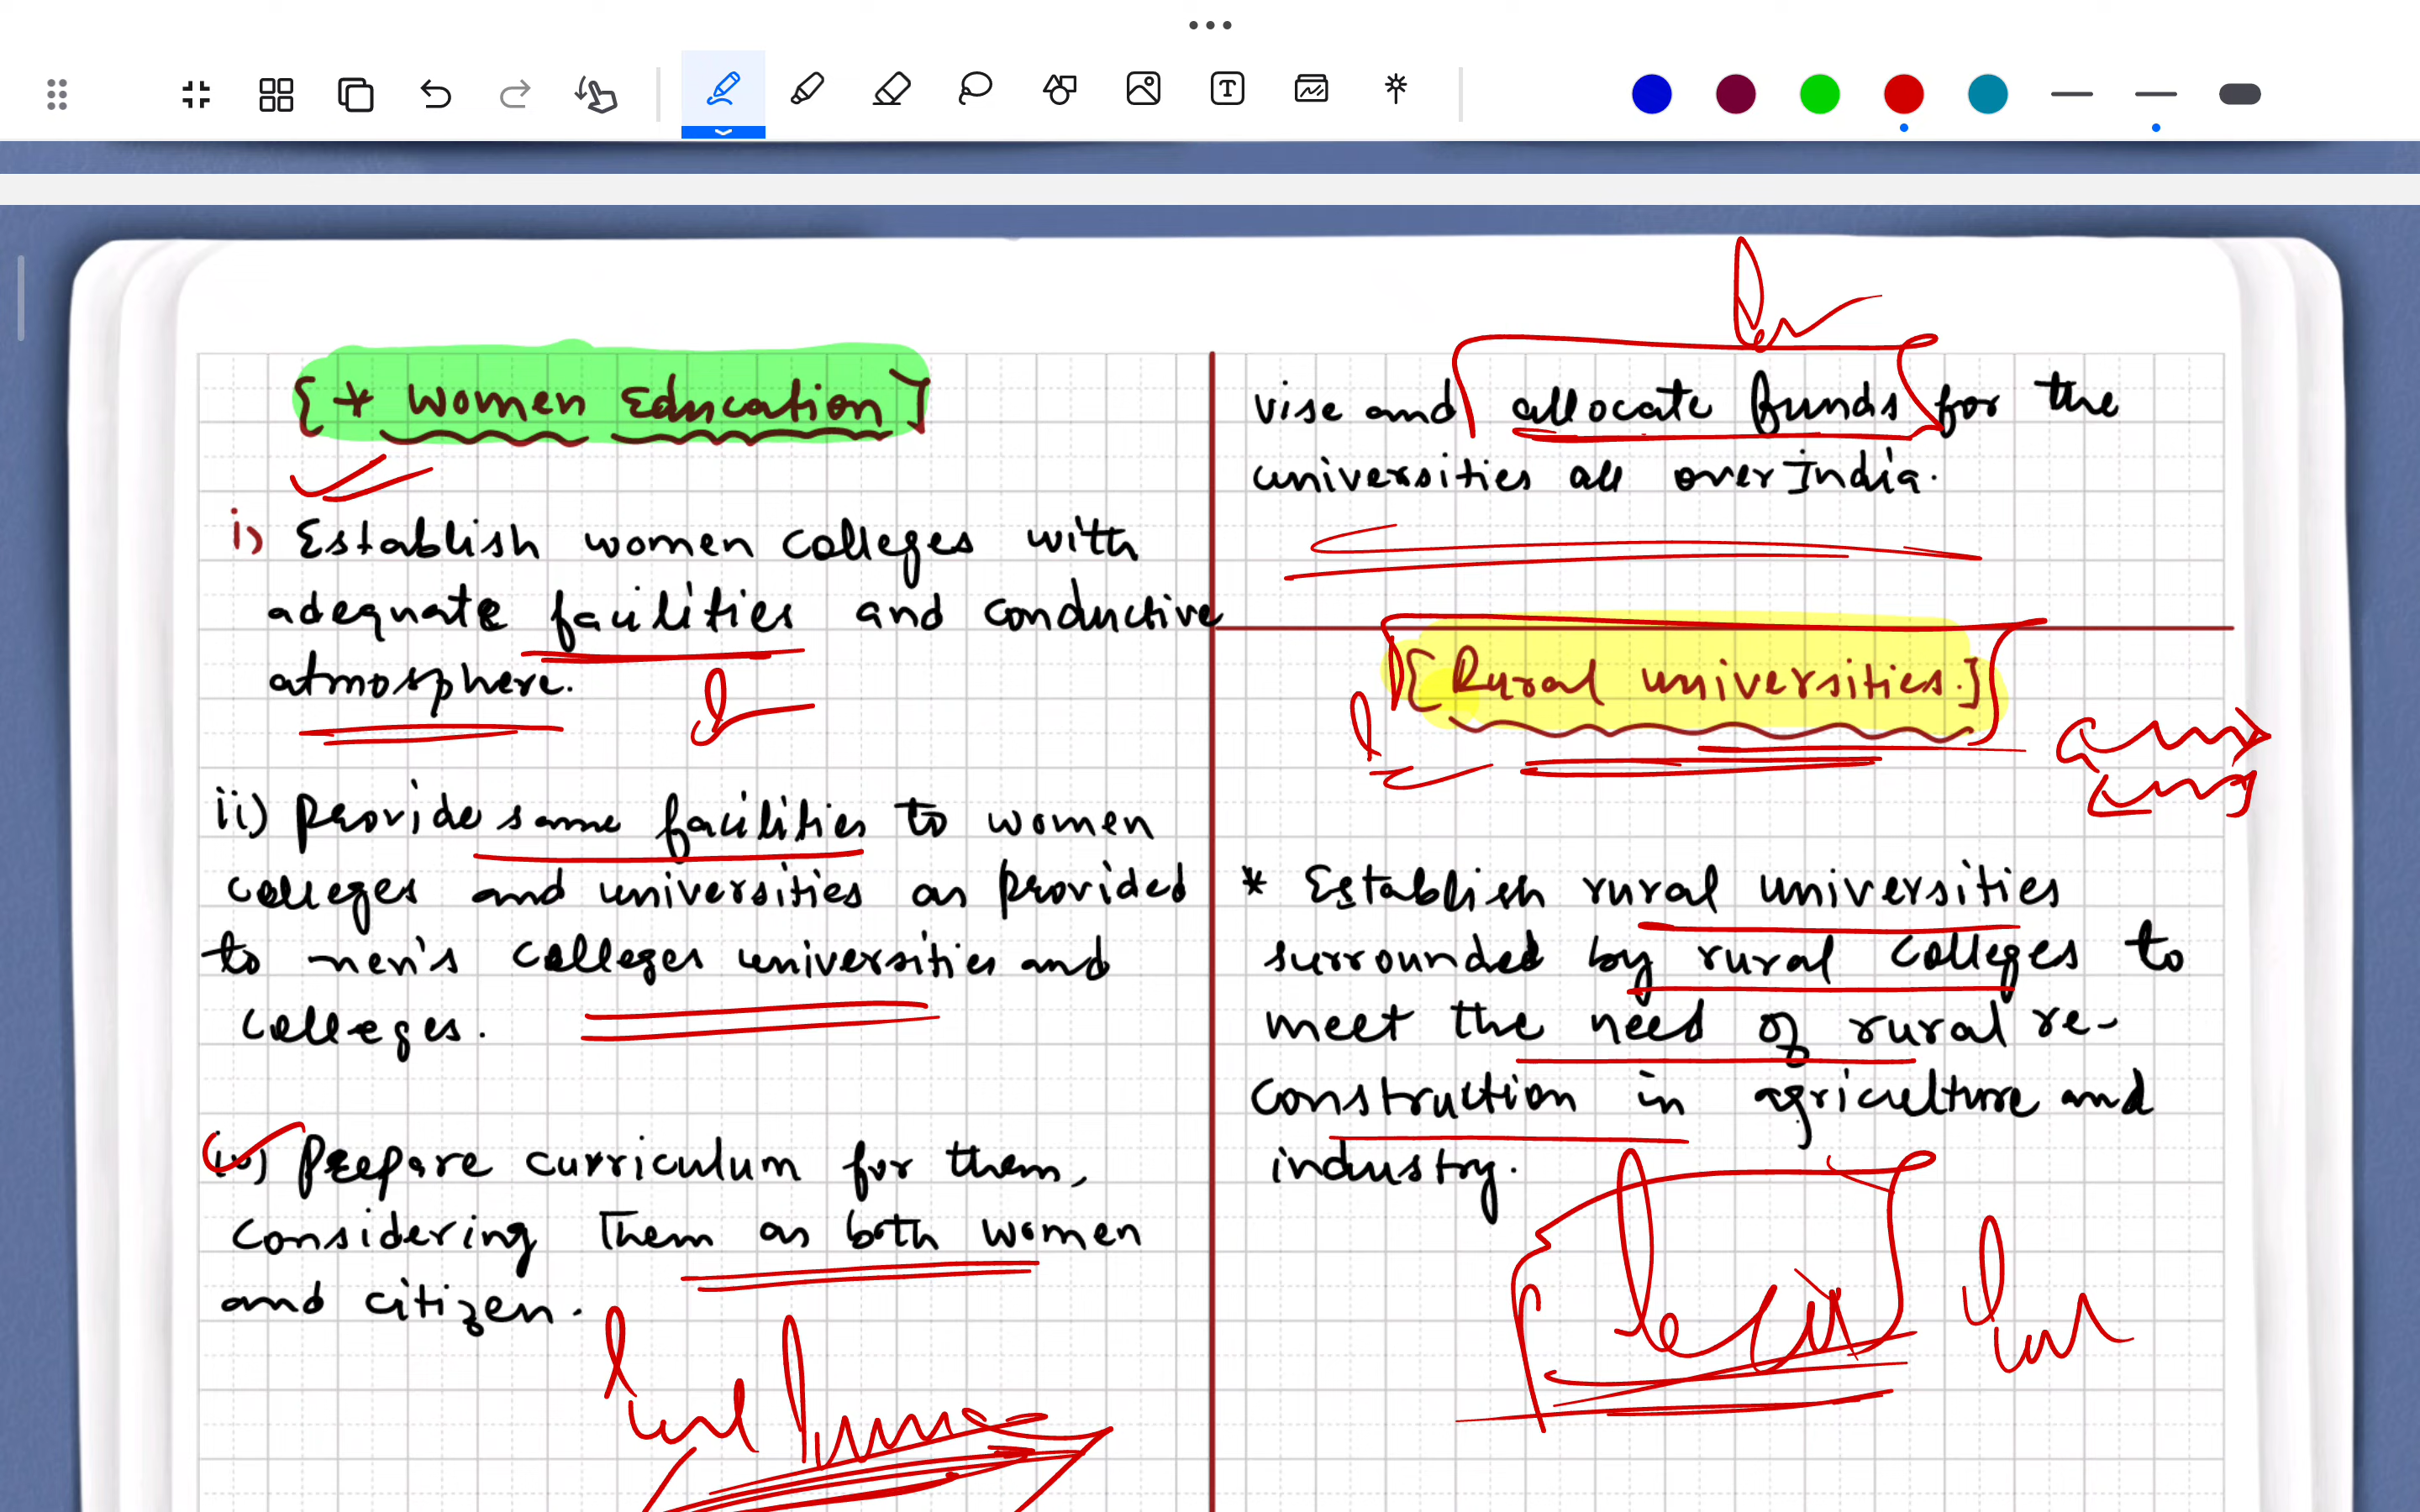 { * Women Education ]
i) Establish women colleges with
adequate facilities and conductive
atmosphere.
ii) Provide same facilities to women
colleges and universities as provided
to men's colleges universities and
colleges.
iv) Prepare curriculum for them,
considering them as both women
and citizen.
vise and allocate funds for the
universities all over India.
[ Rural universities. ]
* Establish rural universities
surrounded by rural colleges to
meet the need of rural re-
construction in agriculture and
industry.